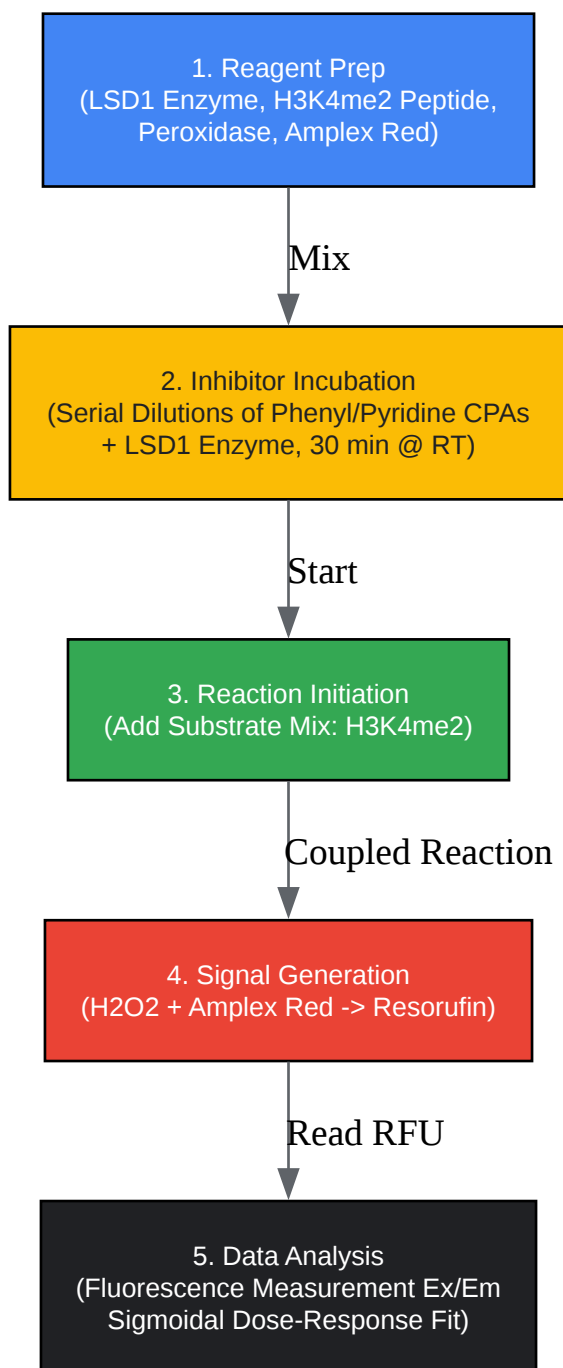 1. Reagent Prep
(LSD1 Enzyme, H3K4me2 Peptide,
Peroxidase, Amplex Red)
Mix
2. Inhibitor Incubation
(Serial Dilutions of Phenyl/Pyridine CPAs
+ LSD1 Enzyme, 30 min @ RT)
Start
3. Reaction Initiation
(Add Substrate Mix: H3K4me2)
Coupled Reaction
4. Signal Generation
(H2O2 + Amplex Red -> Resorufin)
Read RFU
5. Data Analysis
(Fluorescence Measurement Ex/Em
Sigmoidal Dose-Response Fit)